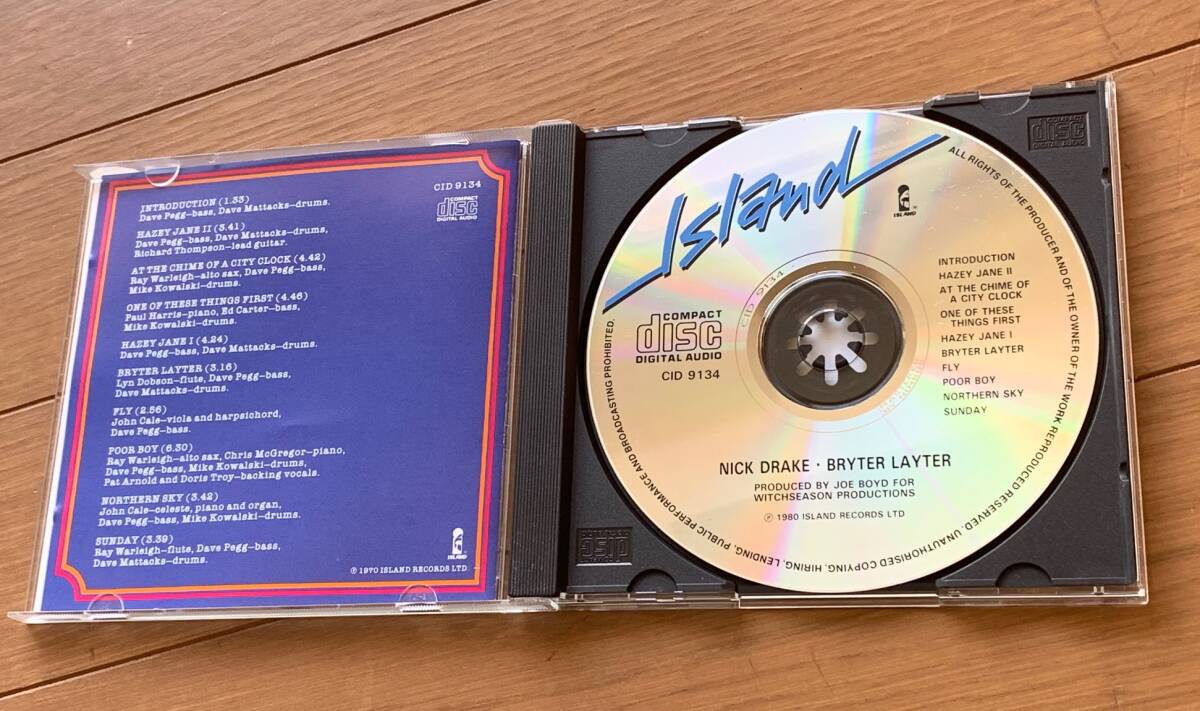 CID 9134
COMPACT
disc
DIGITAL AUDIO
INTRODUCTION (1.33)
Dave Pegg—bass, Dave Mattacks—drums.
HAZEY JANE II (3.41)
Dave Pegg—bass, Dave Mattacks—drums,
Richard Thompson—lead guitar.
AT THE CHIME OF A CITY CLOCK (4.42)
Ray Warleigh—alto sax, Dave Pegg—bass,
Mike Kowalski—drums.
ONE OF THESE THINGS FIRST (4.46)
Paul Harris—piano, Ed Carter—bass,
Mike Kowalski—drums.
HAZEY JANE I (4.24)
Dave Pegg—bass, Dave Mattacks—drums.
BRYTER LAYTER (3.16)
Lyn Dobson—flute, Dave Pegg—bass,
Dave Mattacks—drums.
FLY (2.56)
John Cale—viola and harpsichord,
Dave Pegg—bass.
POOR BOY (6.30)
Ray Warleigh—alto sax, Chris McGregor—piano,
Dave Pegg—bass, Mike Kowalski—drums,
Pat Arnold and Doris Troy—backing vocals.
NORTHERN SKY (3.42)
John Cale—celeste, piano and organ,
Dave Pegg—bass, Mike Kowalski—drums.
SUNDAY (3.39)
Ray Warleigh—flute, Dave Pegg—bass,
Dave Mattacks—drums.
ISLAND
℗ 1970 ISLAND RECORDS LTD.
Island
ISLAND
ALL RIGHTS OF THE PRODUCER AND OF THE OWNER OF THE WORK REPRODUCED RESERVED. UNAUTHORISED COPYING, HIRING, LENDING, PUBLIC PERFORMANCE AND BROADCASTING PROHIBITED.
COMPACT
disc
DIGITAL AUDIO
CID 9134
CID 9134
INTRODUCTION
HAZEY JANE II
AT THE CHIME OF
A CITY CLOCK
ONE OF THESE
THINGS FIRST
HAZEY JANE I
BRYTER LAYTER
FLY
POOR BOY
NORTHERN SKY
SUNDAY
NICK DRAKE · BRYTER LAYTER
PRODUCED BY JOE BOYD FOR
WITCHSEASON PRODUCTIONS
℗ 1980 ISLAND RECORDS LTD
COMPACT
disc
DIGITAL AUDIO
COMPACT
disc
DIGITAL AUDIO